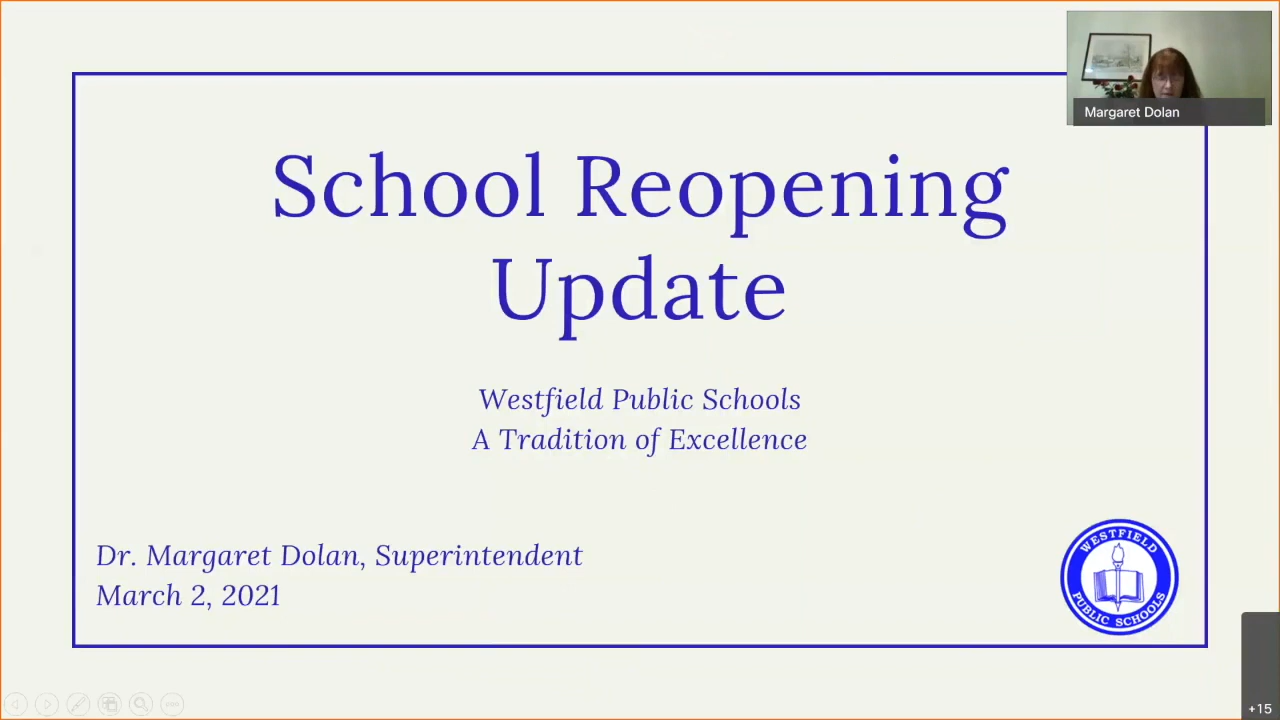 Margaret Dolan
School Reopening
Update
Westfield Public Schools
A Tradition of Excellence
Dr. Margaret Dolan, Superintendent
March 2, 2021
WESTFIELD
PUBLIC SCHOOLS
+15